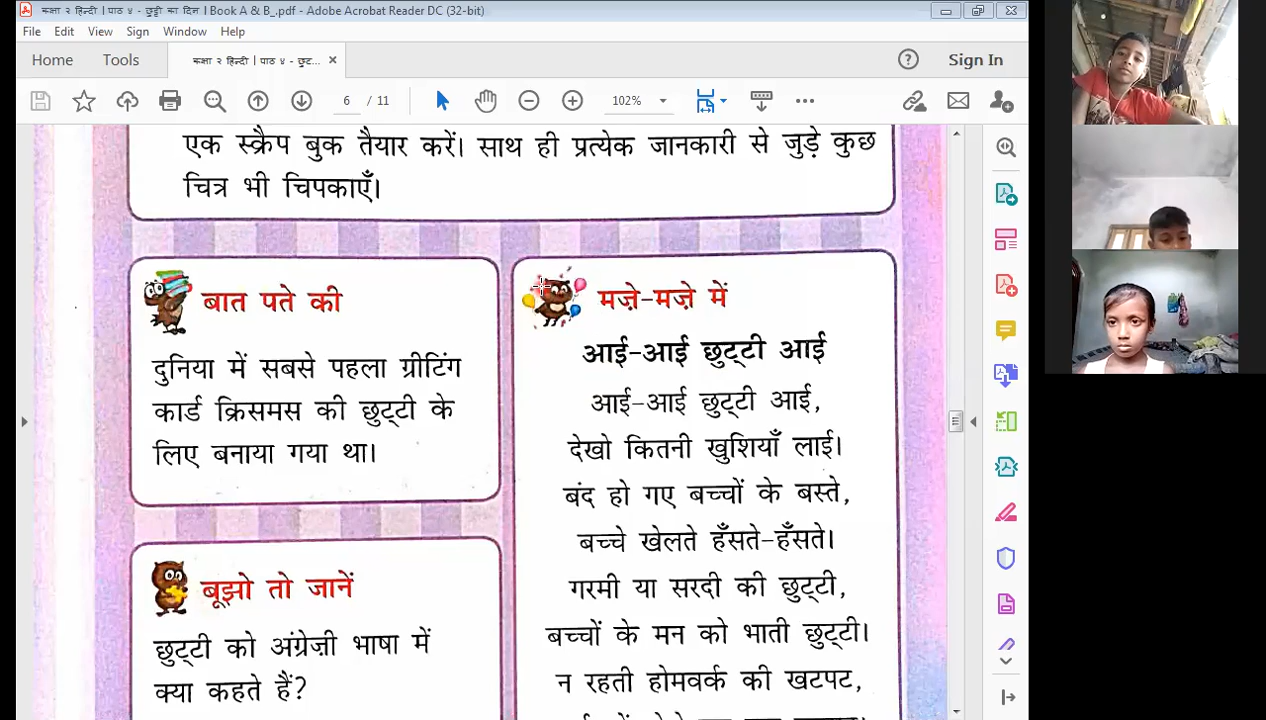 कक्षा २ हिन्दी | पाठ ४ - छुट्टी का दिन | Book A & B_.pdf - Adobe Acrobat Reader DC (32-bit)
File Edit View Sign Window Help
Home Tools कक्षा २ हिन्दी | पाठ ४ - छुट... Sign In
6 / 11 102%
एक स्क्रैप बुक तैयार करें। साथ ही प्रत्येक जानकारी से जुड़े कुछ
चित्र भी चिपकाएँ।
बात पते की
दुनिया में सबसे पहला ग्रीटिंग
कार्ड क्रिसमस की छुट्टी के
लिए बनाया गया था।
बूझो तो जानें
छुट्टी को अंग्रेज़ी भाषा में
क्या कहते हैं?
मज़े-मज़े में
आई-आई छुट्टी आई
आई-आई छुट्टी आई,
देखो कितनी खुशियाँ लाई।
बंद हो गए बच्चों के बस्ते,
बच्चे खेलते हँसते-हँसते।
गरमी या सरदी की छुट्टी,
बच्चों के मन को भाती छुट्टी।
न रहती होमवर्क की खटपट,